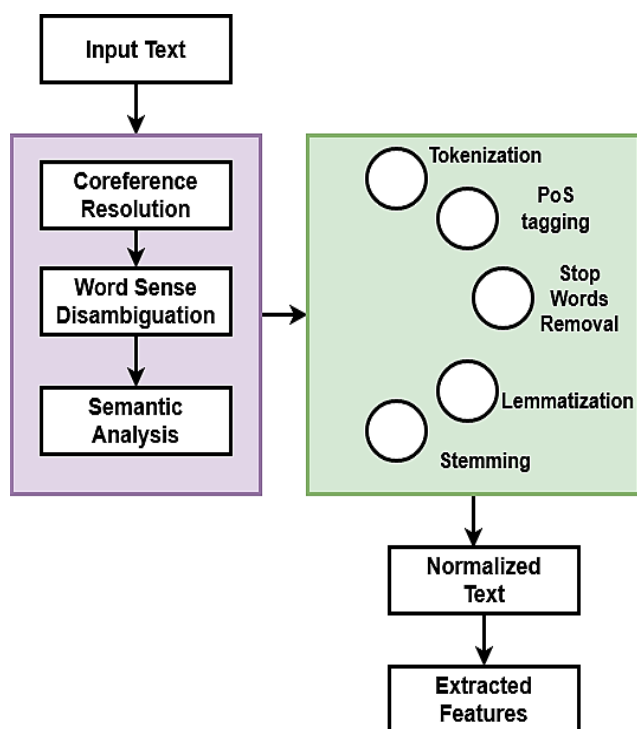 Input Text
Coreference
Resolution
Word Sense
Disambiguation
Semantic
Analysis
Tokenization
PoS
tagging
Stop
Words
Removal
Lemmatization
Stemming
Normalized
Text
Extracted
Features